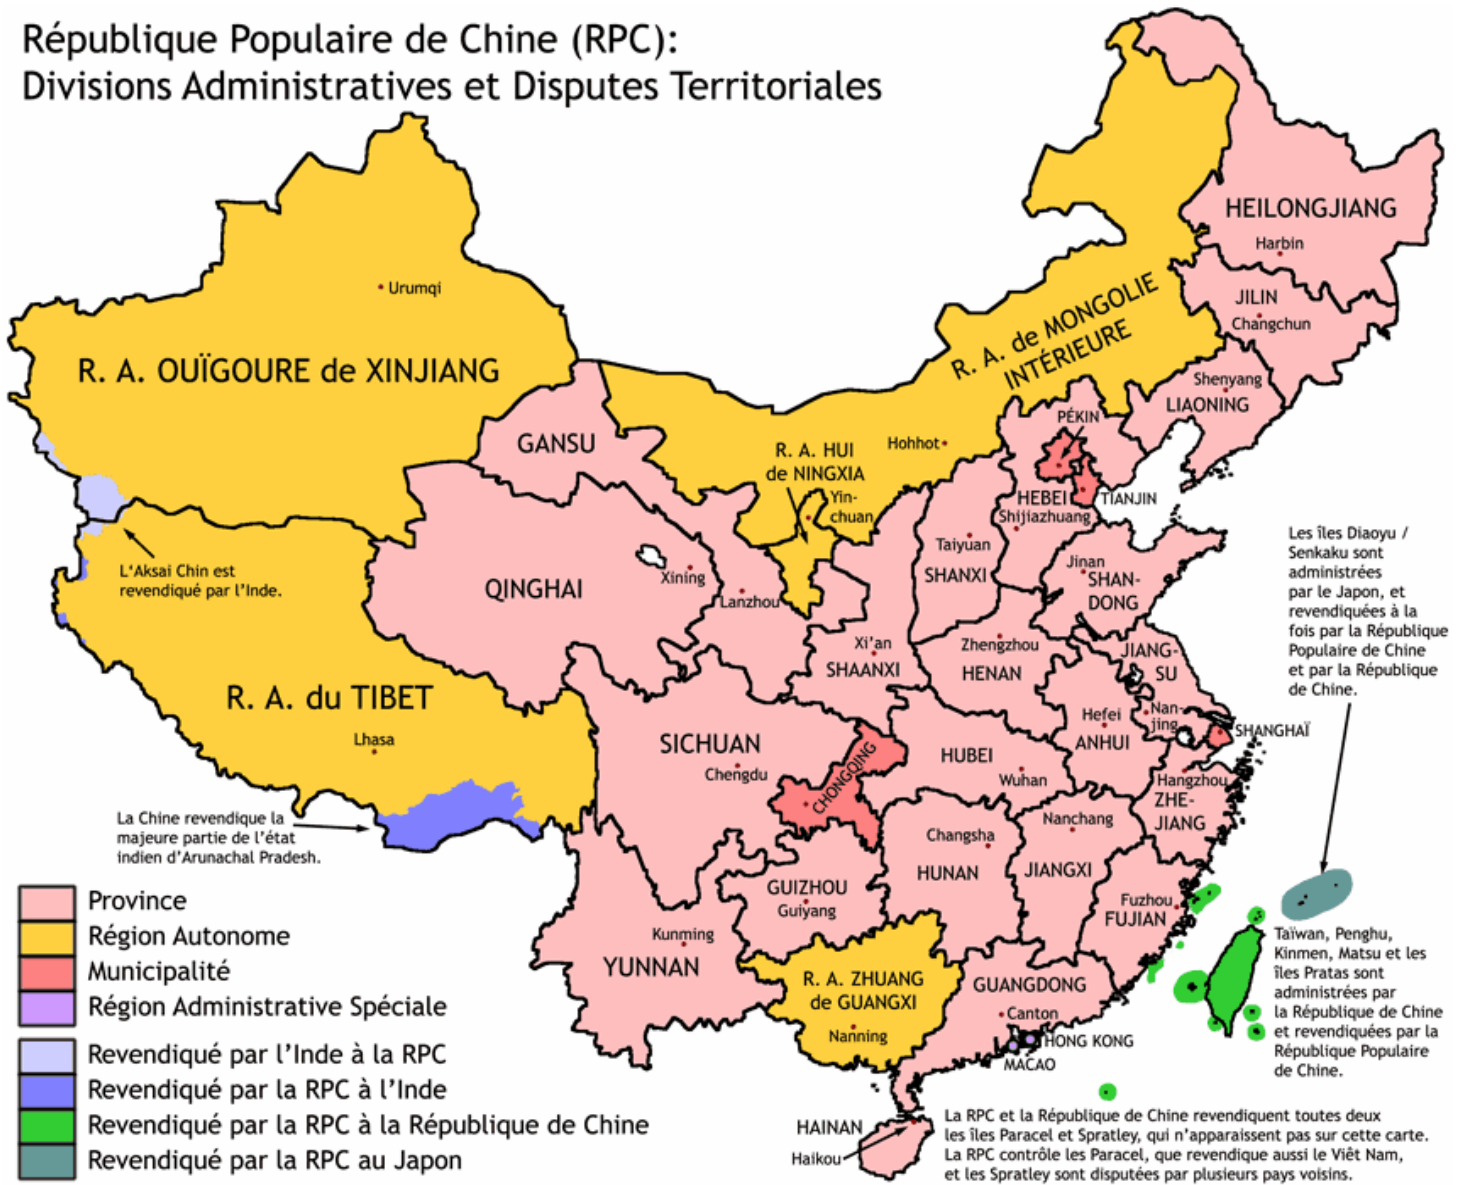 République Populaire de Chine (RPC):
Divisions Administratives et Disputes Territoriales
HEILONGJIANG
Harbin
JILIN
Changchun
Urumqi
R. A. OUÏGOURE de XINJIANG
R. A. de MONGOLIE
INTÉRIEURE
Shenyang
LIAONING
PÉKIN
GANSU
Hohhot
R. A. HUI
de NINGXIA
Yin-
chuan
HEBEI
TIANJIN
Shijiazhuang
Taiyuan
SHANXI
Jinan
SHAN-
DONG
L'Aksai Chin est
revendiqué par l'Inde.
QINGHAI
Xining
Lanzhou
Les îles Diaoyu /
Senkaku sont
administrées
par le Japon, et
revendiquées à la
fois par la République
Populaire de Chine
et par la République
de Chine.
Xi'an
SHAANXI
Zhengzhou
HENAN
JIANG-
SU
R. A. du TIBET
Lhasa
SICHUAN
Chengdu
CHONGQING
HUBEI
Wuhan
Hefei
ANHUI
Nan-
jing
SHANGHAÏ
Hangzhou
ZHE-
JIANG
La Chine revendique la
majeure partie de l'état
indien d'Arunachal Pradesh.
Changsha
HUNAN
Nanchang
JIANGXI
GUIZHOU
Guiyang
Fuzhou
FUJIAN
Kunming
YUNNAN
R. A. ZHUANG
de GUANGXI
Nanning
GUANGDONG
Canton
HONG KONG
MACAO
Taïwan, Penghu,
Kinmen, Matsu et les
îles Pratas sont
administrées par
la République de Chine
et revendiquées par la
République Populaire
de Chine.
HAINAN
Haikou
La RPC et la République de Chine revendiquent toutes deux
les îles Paracel et Spratley, qui n'apparaissent pas sur cette carte.
La RPC contrôle les Paracel, que revendique aussi le Viêt Nam,
et les Spratley sont disputées par plusieurs pays voisins.
Province
Région Autonome
Municipalité
Région Administrative Spéciale
Revendiqué par l'Inde à la RPC
Revendiqué par la RPC à l'Inde
Revendiqué par la RPC à la République de Chine
Revendiqué par la RPC au Japon